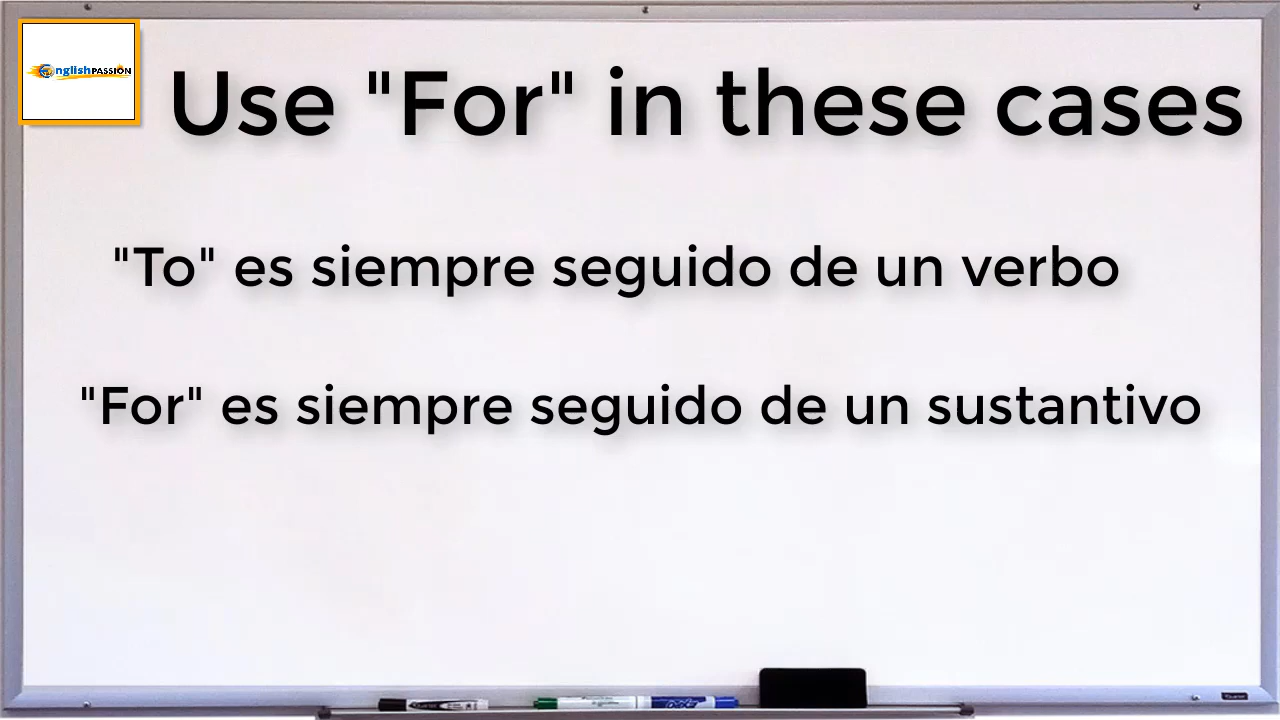 EnglishPASSION
Use "For" in these cases
"To" es siempre seguido de un verbo
"For" es siempre seguido de un sustantivo